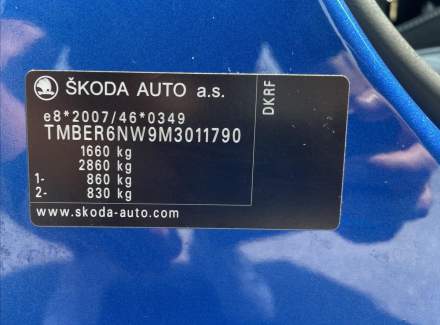 ŠKODA AUTO a.s.
e8*2007/46*0349
TMBER6NW9M3011790
1660 kg
2860 kg
1- 860 kg
2- 830 kg
www.skoda-auto.com
DKRF